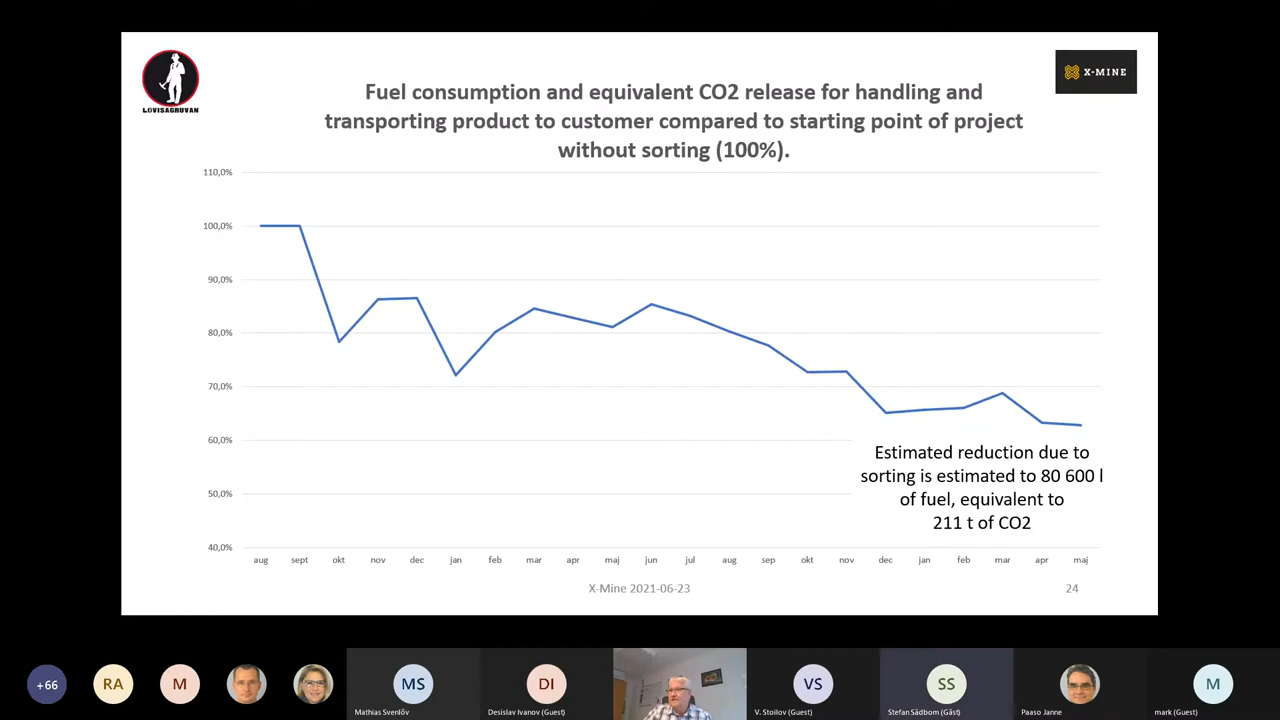 LOVISAGRUVAN
X-MINE
Fuel consumption and equivalent CO2 release for handling and
transporting product to customer compared to starting point of project
without sorting (100%).
110,0%
100,0%
90,0%
80,0%
70,0%
60,0%
50,0%
40,0%
Estimated reduction due to
sorting is estimated to 80 600 l
of fuel, equivalent to
211 t of CO2
aug sept okt nov dec jan feb mar apr maj jun jul aug sep okt nov dec jan feb mar apr maj
X-Mine 2021-06-23
24
+66
RA
M
MS
DI
VS
SS
M
Mathias Svenlöv
Desislav Ivanov (Guest)
V. Stoilov (Guest)
Stefan Sädbom (Gäst)
Paaso Janne
mark (Guest)